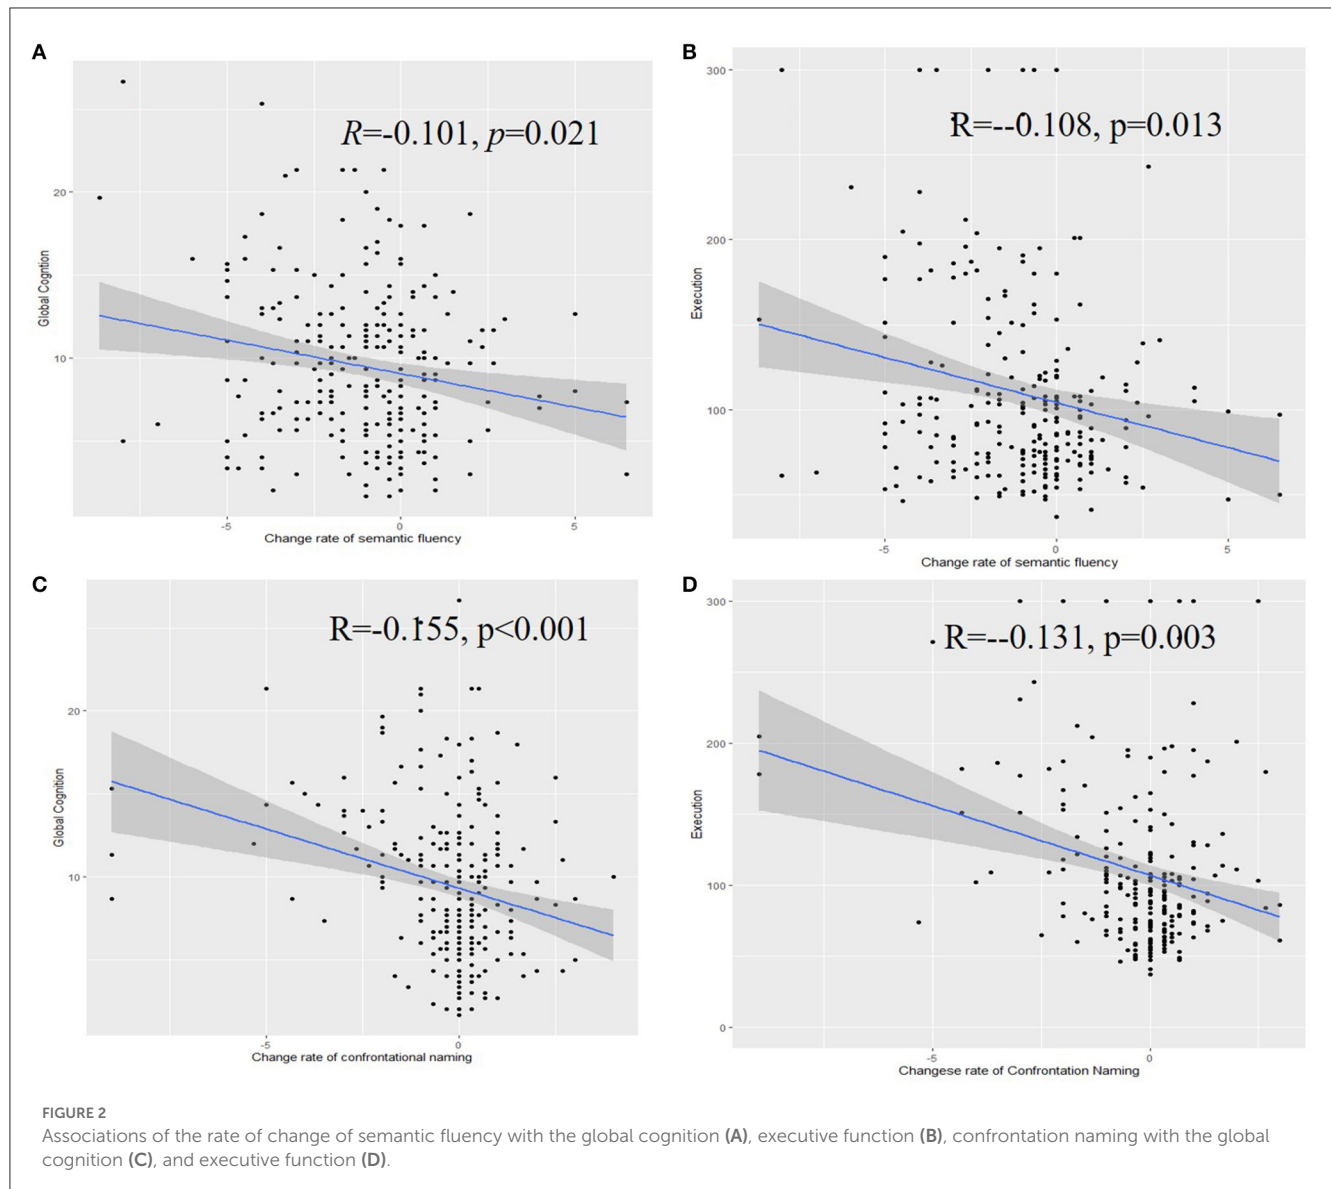 A
R=-0.101, p=0.021
20
10
Global Cogntion
-5
0
5
Change rate of semantic fluency
B
R=--0.108, p=0.013
300
200
100
Execution
-5
0
5
Change rate of semantic fluency
C
R=-0.155, p<0.001
20
10
Global Cognition
-5
0
Change rate of confrontational naming
D
R=--0.131, p=0.003
300
200
100
0
Execution
-5
0
Changese rate of Confrontation Naming
FIGURE 2
Associations of the rate of change of semantic fluency with the global cognition (A), executive function (B), confrontation naming with the global
cognition (C), and executive function (D).